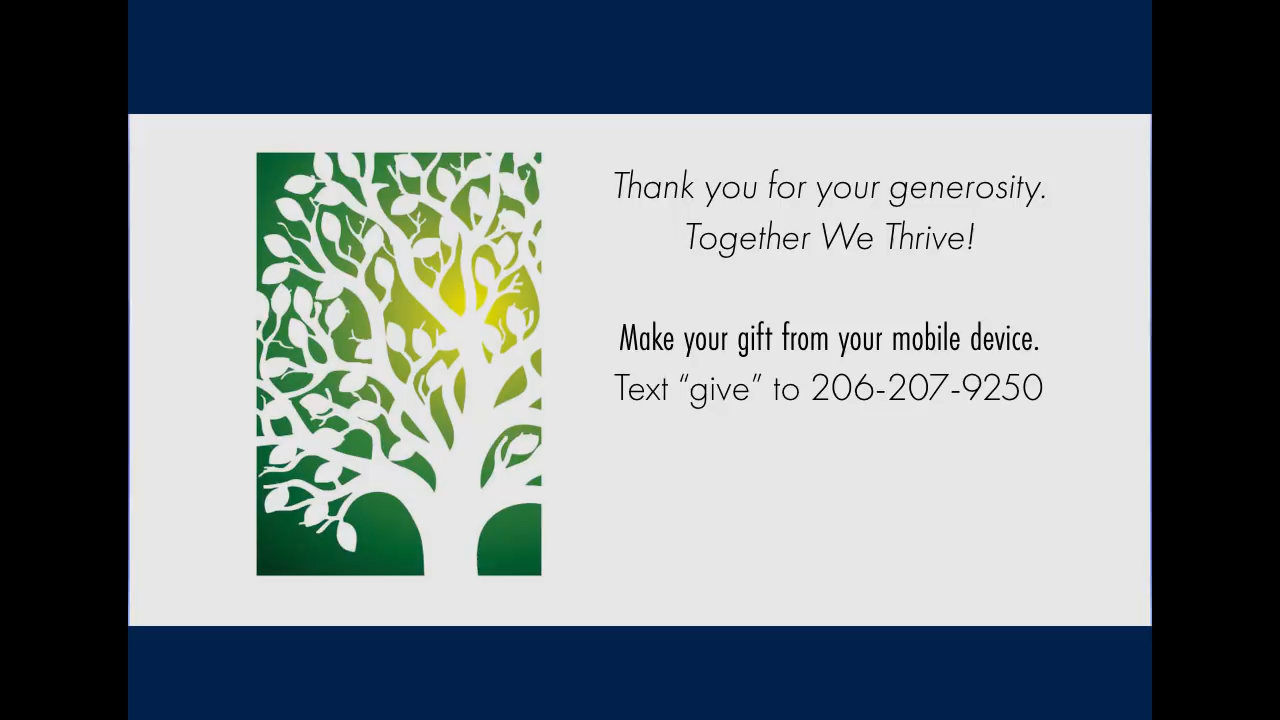 Thank you for your generosity.
Together We Thrive!
Make your gift from your mobile device.
Text “give” to 206-207-9250